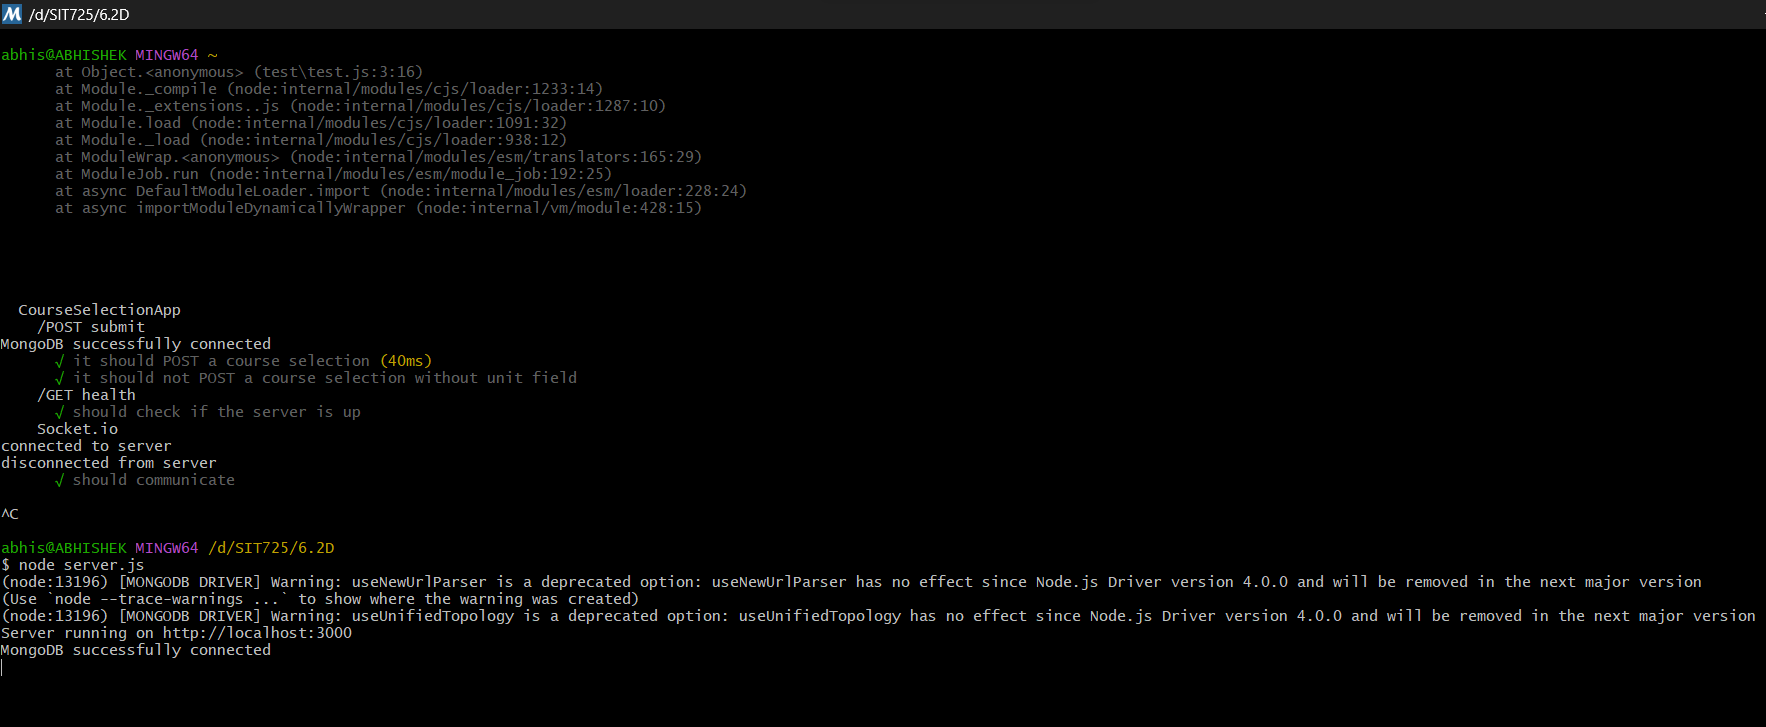 /d/SIT725/6.2D
abhis@ABHISHEK MINGW64 ~
at Object.<anonymous> (test\test.js:3:16)
at Module._compile (node:internal/modules/cjs/loader:1233:14)
at Module._extensions..js (node:internal/modules/cjs/loader:1287:10)
at Module.load (node:internal/modules/cjs/loader:1091:32)
at Module._load (node:internal/modules/cjs/loader:938:12)
at ModuleWrap.<anonymous> (node:internal/modules/esm/translators:165:29)
at ModuleJob.run (node:internal/modules/esm/module_job:192:25)
at async DefaultModuleLoader.import (node:internal/modules/esm/loader:228:24)
at async importModuleDynamicallyWrapper (node:internal/vm/module:428:15)
CourseSelectionApp
/POST submit
MongoDB successfully connected
√ it should POST a course selection (40ms)
√ it should not POST a course selection without unit field
/GET health
√ should check if the server is up
Socket.io
connected to server
disconnected from server
√ should communicate
^C
abhis@ABHISHEK MINGW64 /d/SIT725/6.2D
$ node server.js
(node:13196) [MONGODB DRIVER] Warning: useNewUrlParser is a deprecated option: useNewUrlParser has no effect since Node.js Driver version 4.0.0 and will be removed in the next major version
(Use `node --trace-warnings ...` to show where the warning was created)
(node:13196) [MONGODB DRIVER] Warning: useUnifiedTopology is a deprecated option: useUnifiedTopology has no effect since Node.js Driver version 4.0.0 and will be removed in the next major version
Server running on http://localhost:3000
MongoDB successfully connected